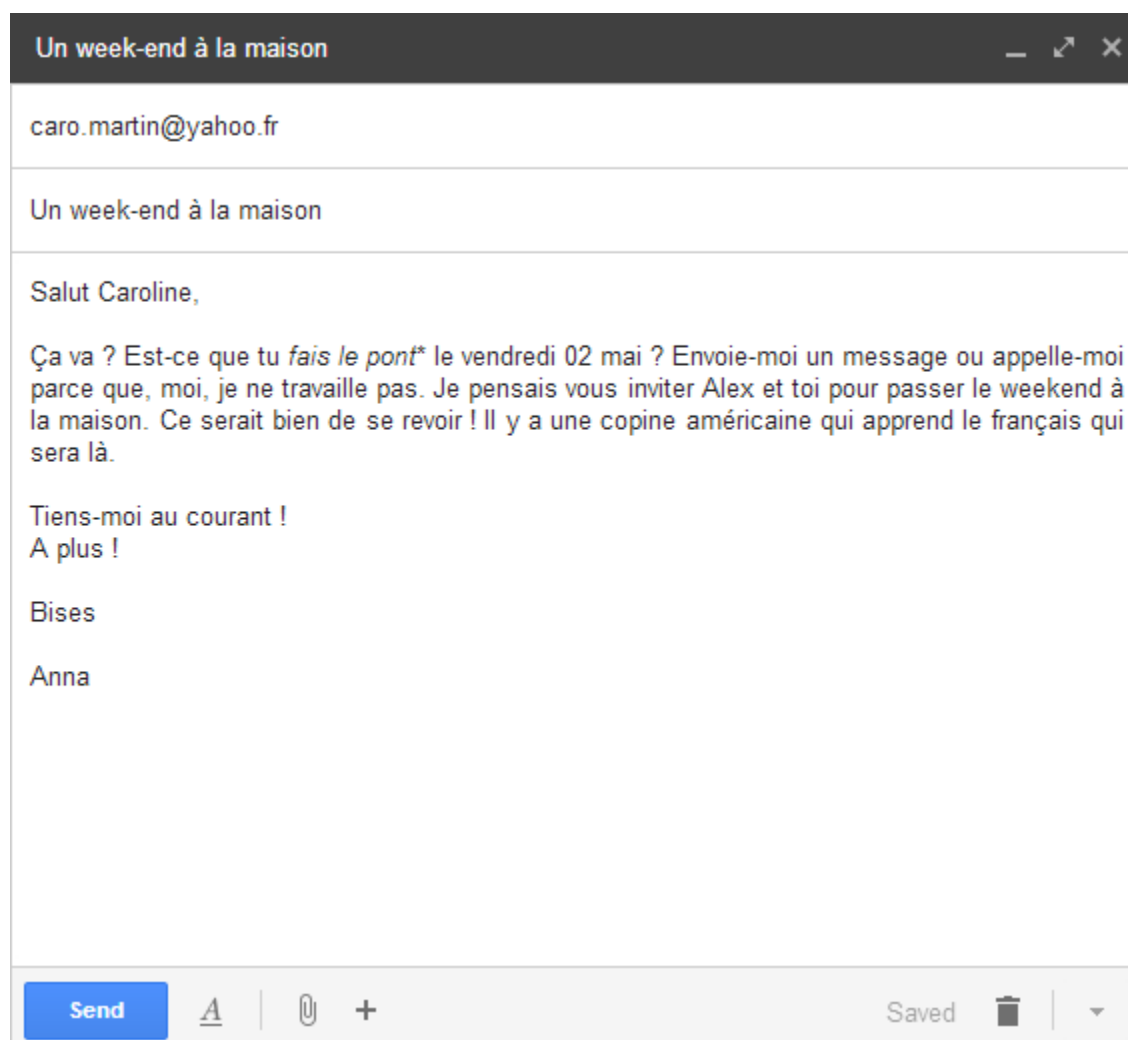 Un week-end à la maison
caro.martin@yahoo.fr
Un week-end à la maison
Salut Caroline,
Ça va ? Est-ce que tu fais le pont* le vendredi 02 mai ? Envoie-moi un message ou appelle-moi
parce que, moi, je ne travaille pas. Je pensais vous inviter Alex et toi pour passer le weekend à
la maison. Ce serait bien de se revoir ! Il y a une copine américaine qui apprend le français qui
sera là.
Tiens-moi au courant !
A plus !
Bises
Anna
Send A Saved